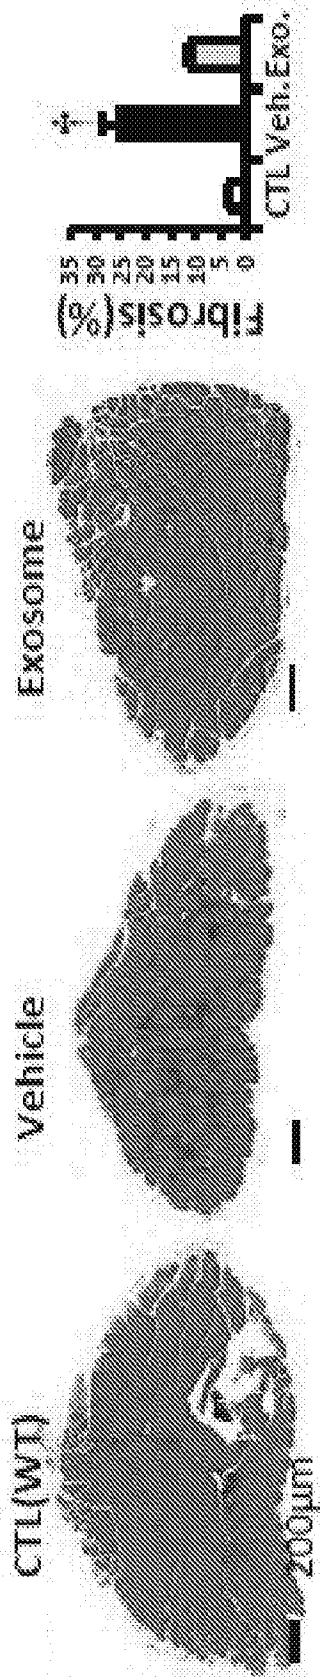 CTL(WT)
Vehicle
Exosome
200µm
Fibrosis(%)
35
30
25
20
15
10
5
0
‡
CTL Veh. Exo.